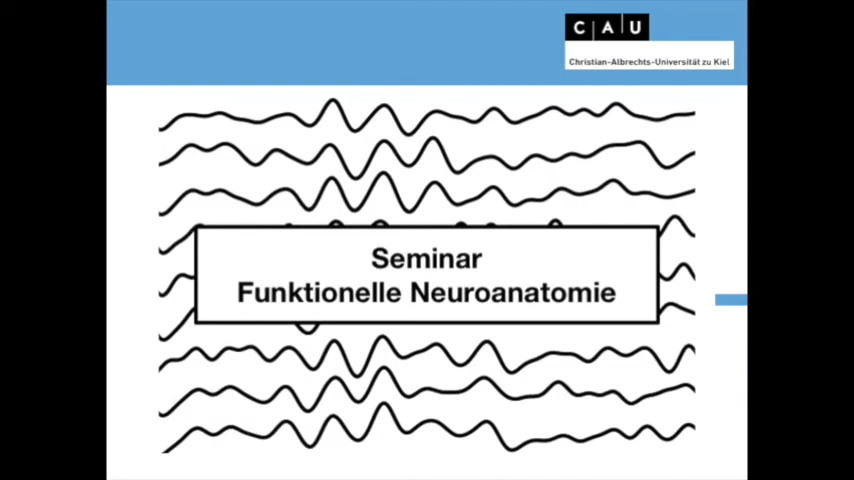 CAU
Christian-Albrechts-Universität zu Kiel
Seminar
Funktionelle Neuroanatomie